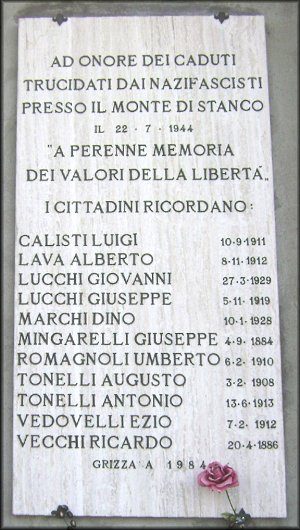 AD ONORE DEI CADUTI
TRUCIDATI DAI NAZIFASCISTI
PRESSO IL MONTE DI STANCO
IL 22-7-1944
"A PERENNE MEMORIA
DEI VALORI DELLA LIBERTÀ„
I CITTADINI RICORDANO:
CALISTI LUIGI 10-9-1911
LAVA ALBERTO 8-11-1912
LUCCHI GIOVANNI 27-3-1929
LUCCHI GIUSEPPE 5-11-1919
MARCHI DINO 10-1-1928
MINGARELLI GIUSEPPE 4-9-1884
ROMAGNOLI UMBERTO 6-2-1910
TONELLI AUGUSTO 3-2-1908
TONELLI ANTONIO 13-6-1913
VEDOVELLI EZIO 7-2-1912
VECCHI RICARDO 20-4-1886
GRIZZA A 1984